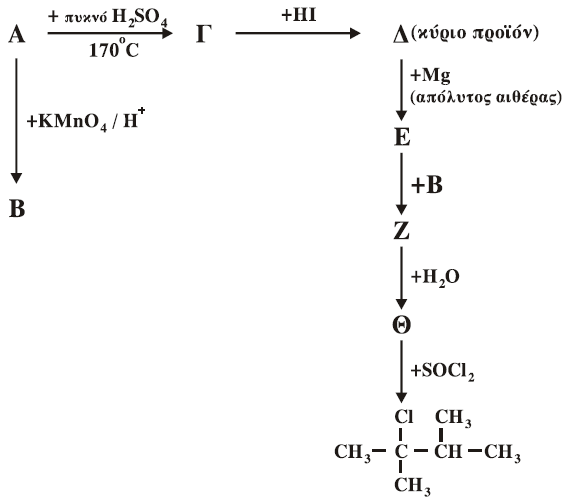 Α + πυκνό H₂SO₄ 170°C Γ +HI Δ (κύριο προϊόν)
+Mg
(απόλυτος αιθέρας)
+KMnO₄ / H⁺
Ε
+Β
Β
Ζ
+H₂O
Θ
+SOCl₂
Cl CH₃
CH₃– C – CH – CH₃
CH₃